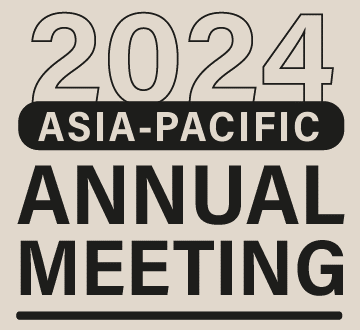 2024
ASIA-PACIFIC
ANNUAL
MEETING